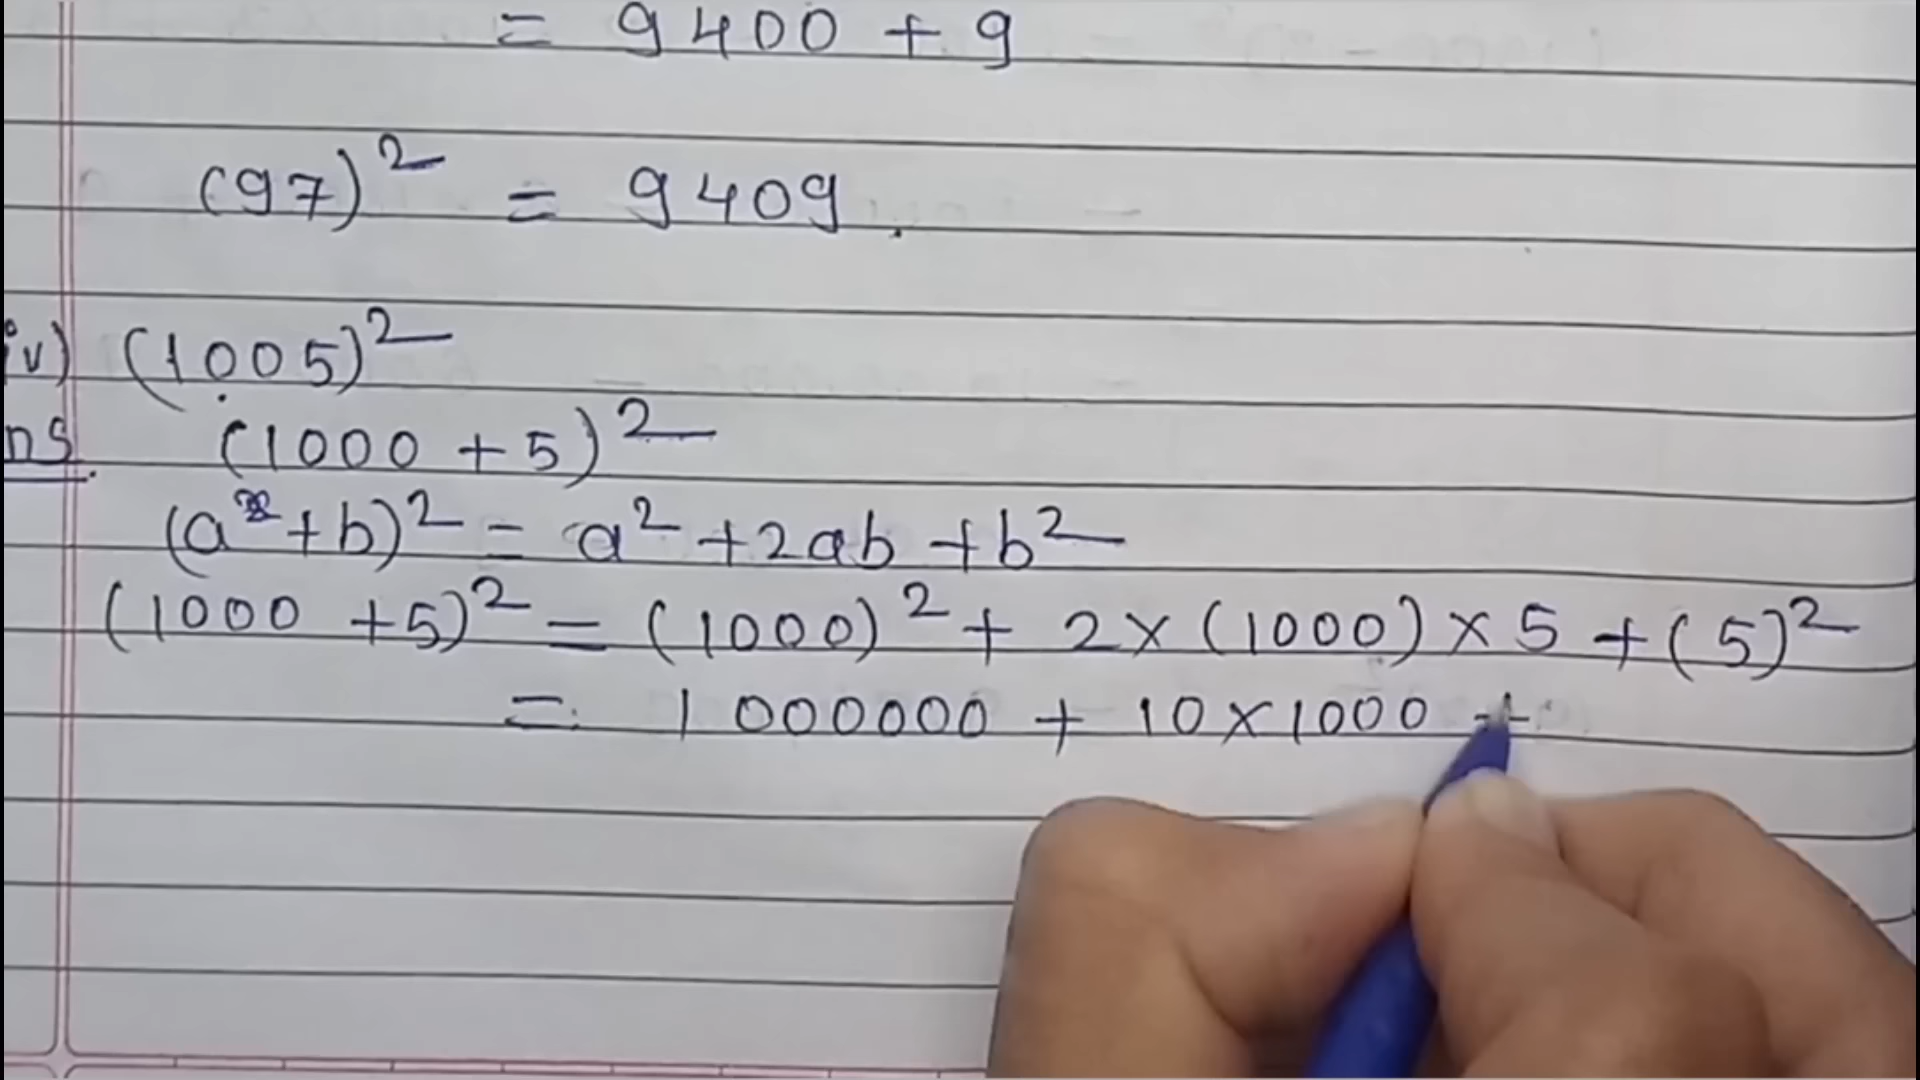 = 9400 + 9
(97)² = 9409.
iv) (1005)²
ns. (1000 + 5)²
(a + b)² = a² + 2ab + b²
(1000 + 5)² = (1000)² + 2 × (1000) × 5 + (5)²
= 1000000 + 10 × 1000 +